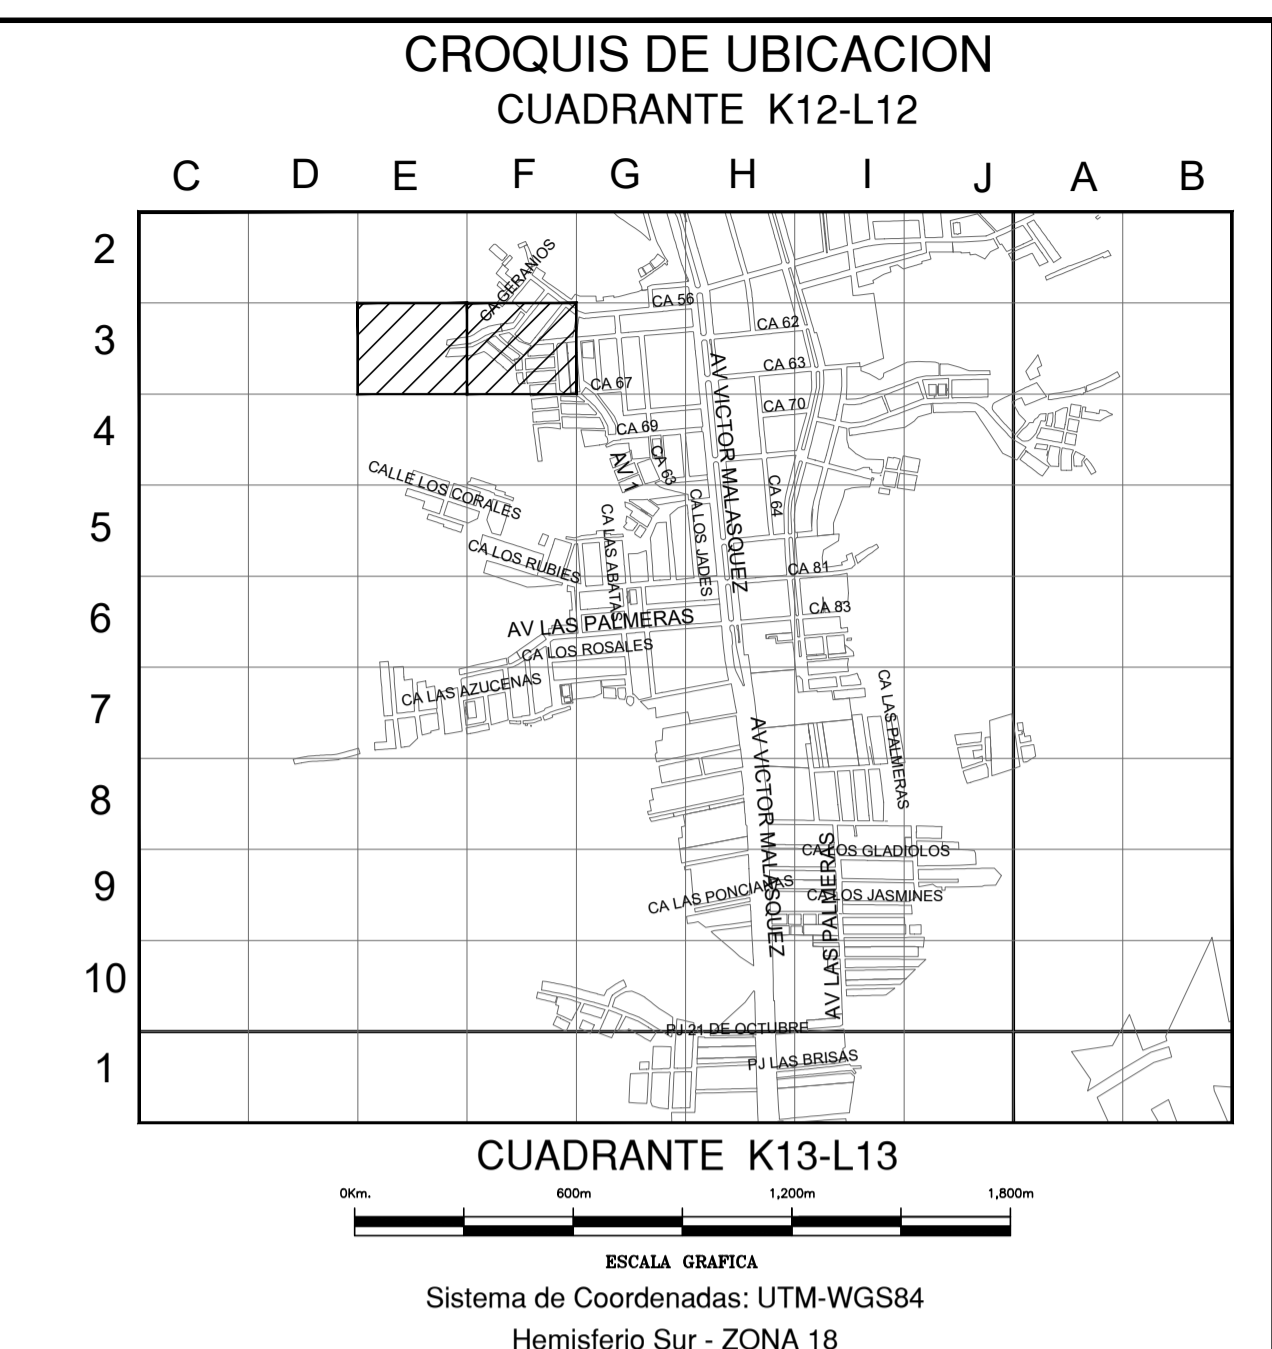 CROQUIS DE UBICACION
CUADRANTE K12-L12
C D E F G H I J A B
2
CA GERANIOS
CA 56
3
CA 62
CA 63
CA 67
AV VICTOR MALASQUEZ
4
CA 70
CA 69
CA 63
AV 1
CALLE LOS CORALES
CA 64
5
CA LAS ABATAS
CA LOS JADES
CA LOS RUBIES
CA 81
6
CA 83
AV LAS PALMERAS
CA LOS ROSALES
7
CA LAS AZUCENAS
CA LAS PALMERAS
AV VICTOR MALASQUEZ
8
CA LOS GLADIOLOS
9
CA LAS PONCIANAS
CA LOS JASMINES
AV LAS PALMERAS
10
PJ 21 DE OCTUBRE
1
PJ LAS BRISAS
CUADRANTE K13-L13
0Km. 600m 1,200m 1,800m
ESCALA GRAFICA
Sistema de Coordenadas: UTM-WGS84
Hemisferio Sur - ZONA 18